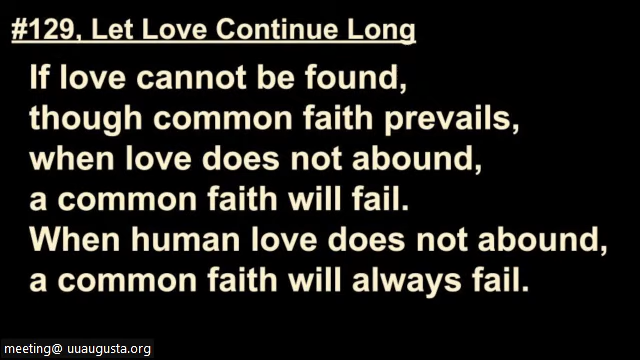 #129, Let Love Continue Long
If love cannot be found,
though common faith prevails,
when love does not abound,
a common faith will fail.
When human love does not abound,
a common faith will always fail.
meeting@ uuaugusta.org